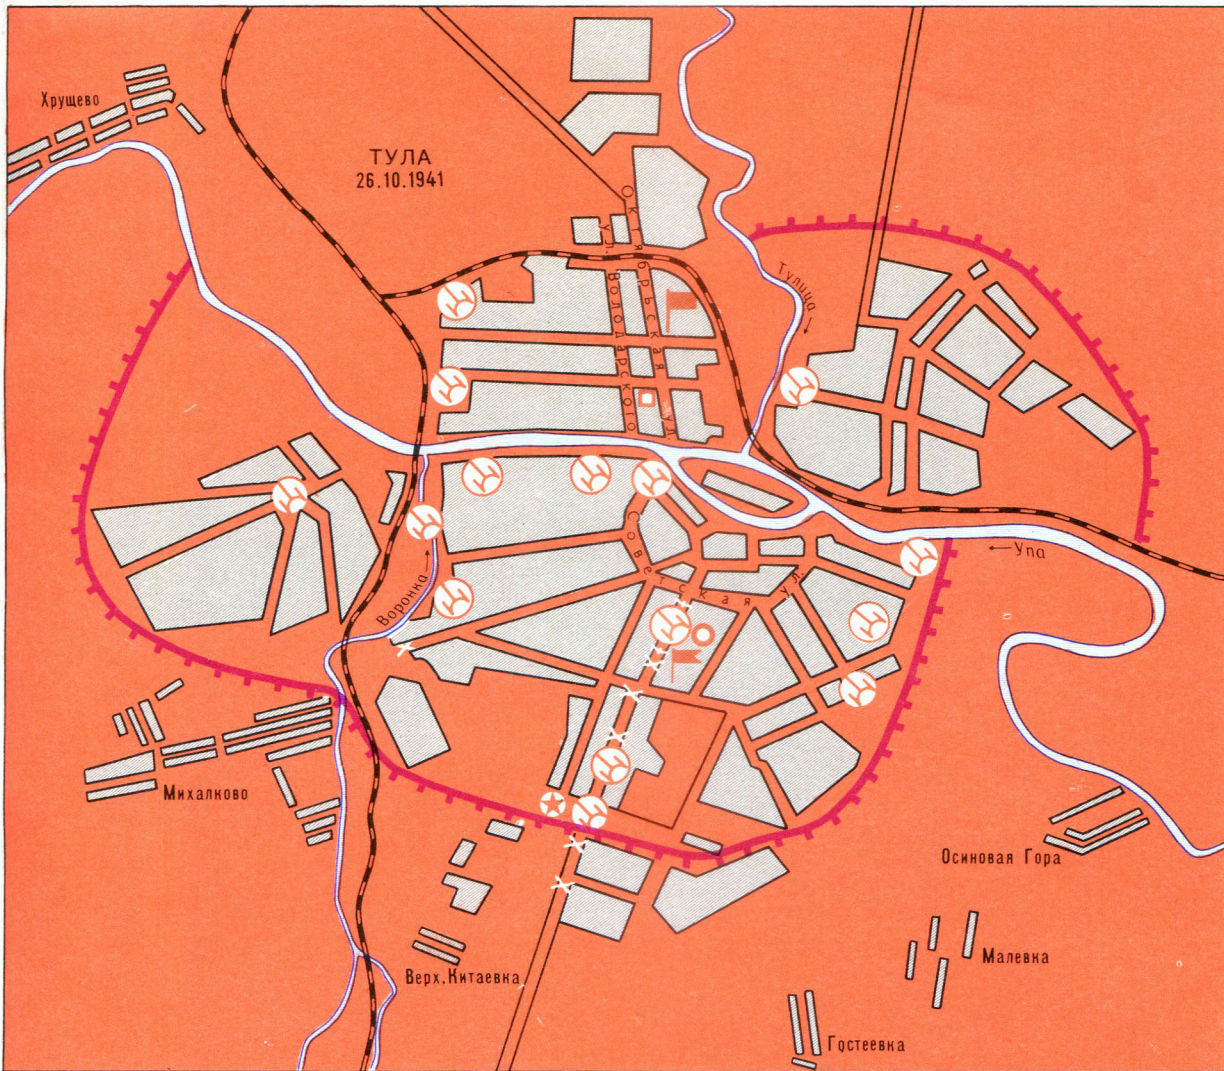 Хрущево
ТУЛА
26.10.1941
Октябрьская ул.
ул. Володарского
Тулица
Упа
Советская ул.
Воронка
Михалково
Осиновая Гора
Верх.Китаевка
Малевка
Гостеевка